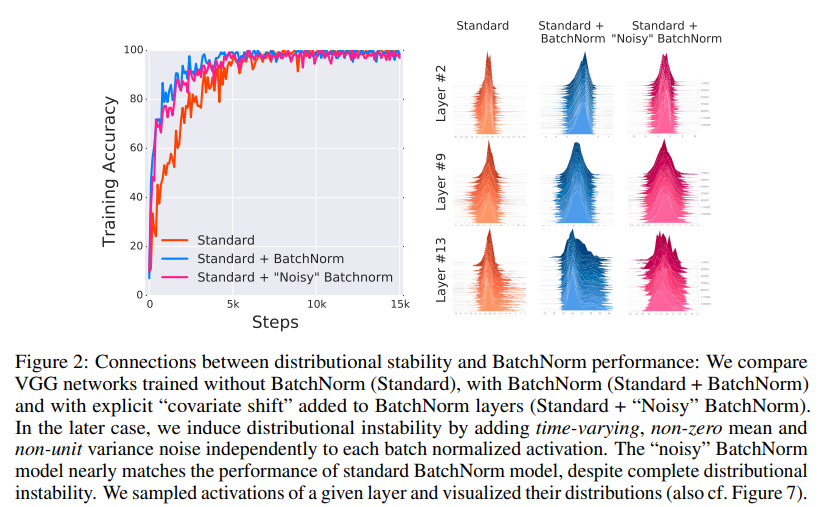 Standard
Standard +
BatchNorm
Standard +
"Noisy" BatchNorm
100
80
60
40
20
0
Training Accuracy
Standard
Standard + BatchNorm
Standard + "Noisy" Batchnorm
0
5k
10k
15k
Steps
Layer #2
Layer #9
Layer #13
Figure 2: Connections between distributional stability and BatchNorm performance: We compare
VGG networks trained without BatchNorm (Standard), with BatchNorm (Standard + BatchNorm)
and with explicit “covariate shift” added to BatchNorm layers (Standard + “Noisy” BatchNorm).
In the later case, we induce distributional instability by adding time-varying, non-zero mean and
non-unit variance noise independently to each batch normalized activation. The “noisy” BatchNorm
model nearly matches the performance of standard BatchNorm model, despite complete distributional
instability. We sampled activations of a given layer and visualized their distributions (also cf. Figure 7).